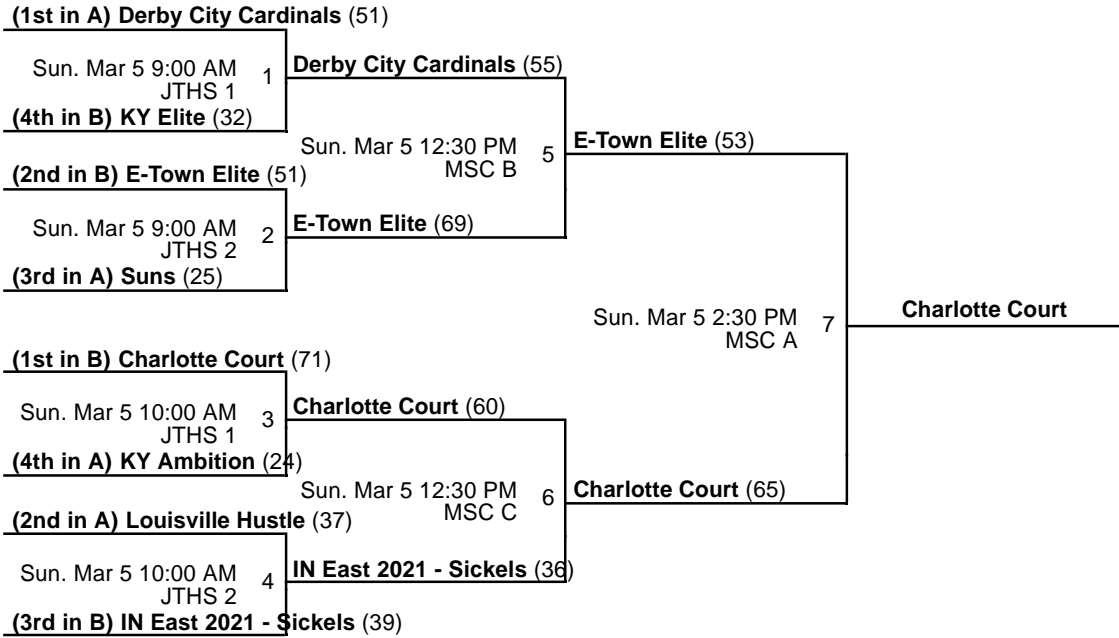 (1st in A) Derby City Cardinals (51)
Sun. Mar 5 9:00 AM 1
JTHS 1
(4th in B) KY Elite (32)
Derby City Cardinals (55)
Sun. Mar 5 12:30 PM 5
MSC B
(2nd in B) E-Town Elite (51)
Sun. Mar 5 9:00 AM 2
JTHS 2
(3rd in A) Suns (25)
E-Town Elite (69)
E-Town Elite (53)
Sun. Mar 5 2:30 PM 7
MSC A
Charlotte Court
(1st in B) Charlotte Court (71)
Sun. Mar 5 10:00 AM 3
JTHS 1
(4th in A) KY Ambition (24)
Charlotte Court (60)
Sun. Mar 5 12:30 PM 6
MSC C
Charlotte Court (65)
(2nd in A) Louisville Hustle (37)
Sun. Mar 5 10:00 AM 4
JTHS 2
(3rd in B) IN East 2021 - Sickels (39)
IN East 2021 - Sickels (36)